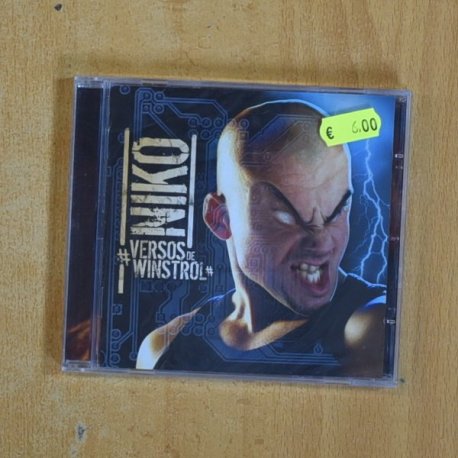 NIKO
#VERSOS DE
WINSTROL#
€ 6.00